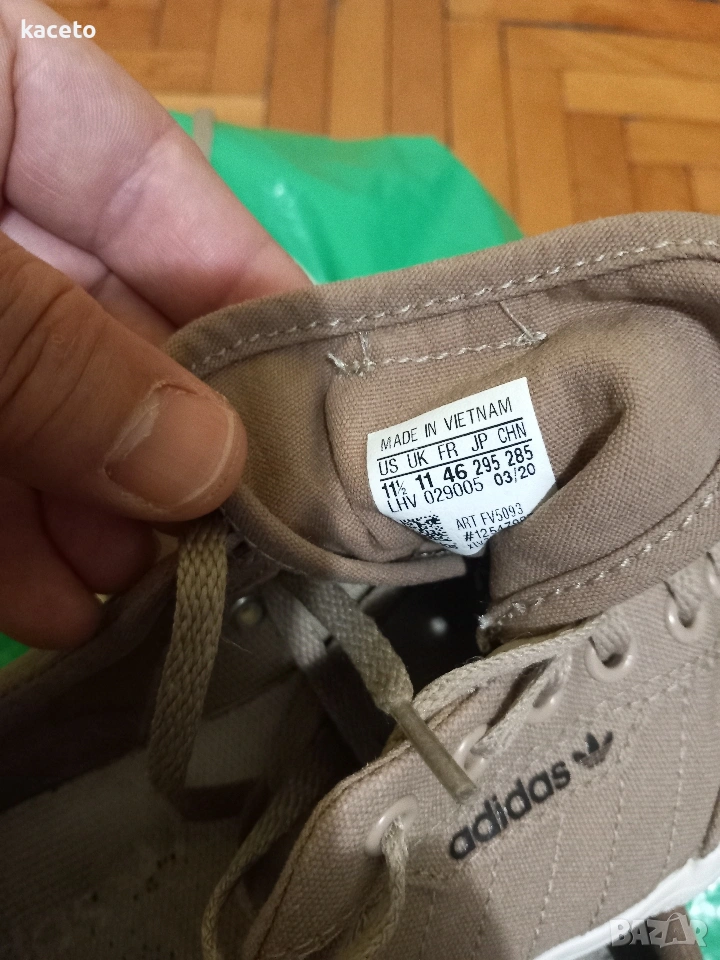 kaceto
MADE IN VIETNAM
US UK FR JP CHN
11½ 11 46 295 285
LHV 029005 03/20
ART FV5093
adidas
BAZAR